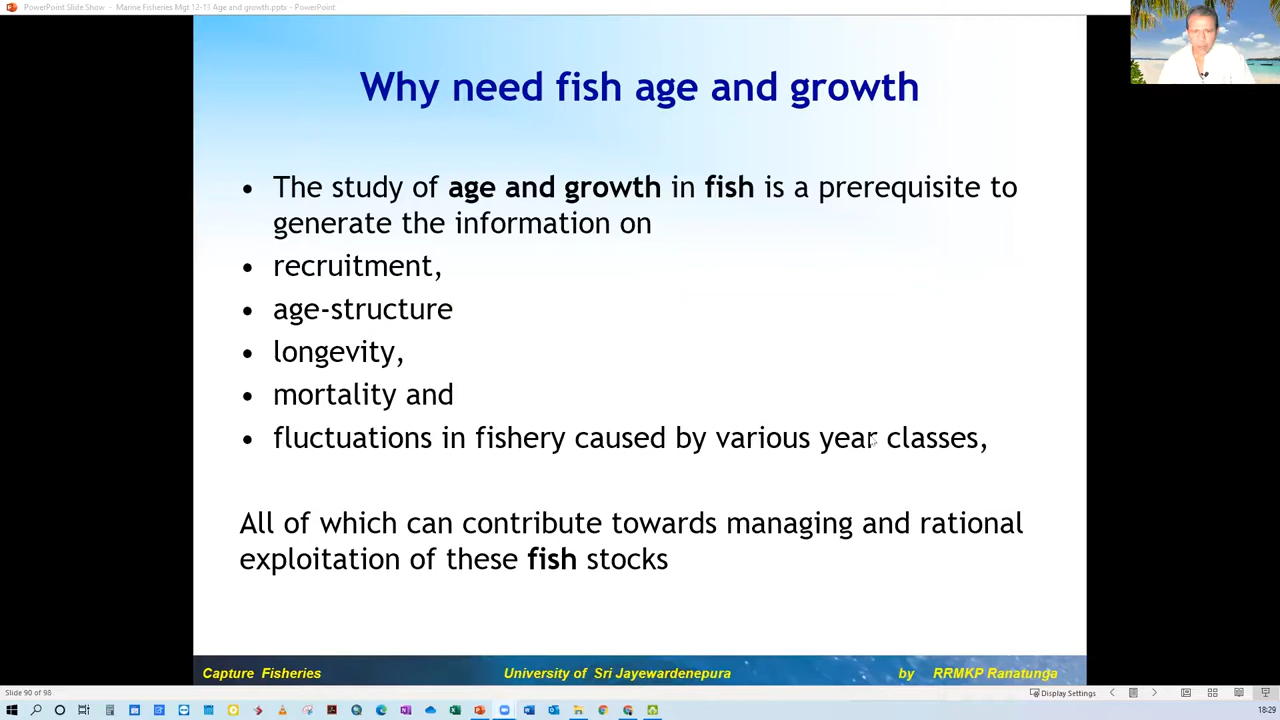 PowerPoint Slide Show - Marine Fisheries Mgt 12-13 Age and growth.pptx - PowerPoint
Why need fish age and growth
• The study of age and growth in fish is a prerequisite to
generate the information on
• recruitment,
• age-structure
• longevity,
• mortality and
• fluctuations in fishery caused by various year classes,
All of which can contribute towards managing and rational
exploitation of these fish stocks
Capture Fisheries University of Sri Jayewardenepura by RRMKP Ranatunga
Slide 90 of 98 Display Settings
18:29